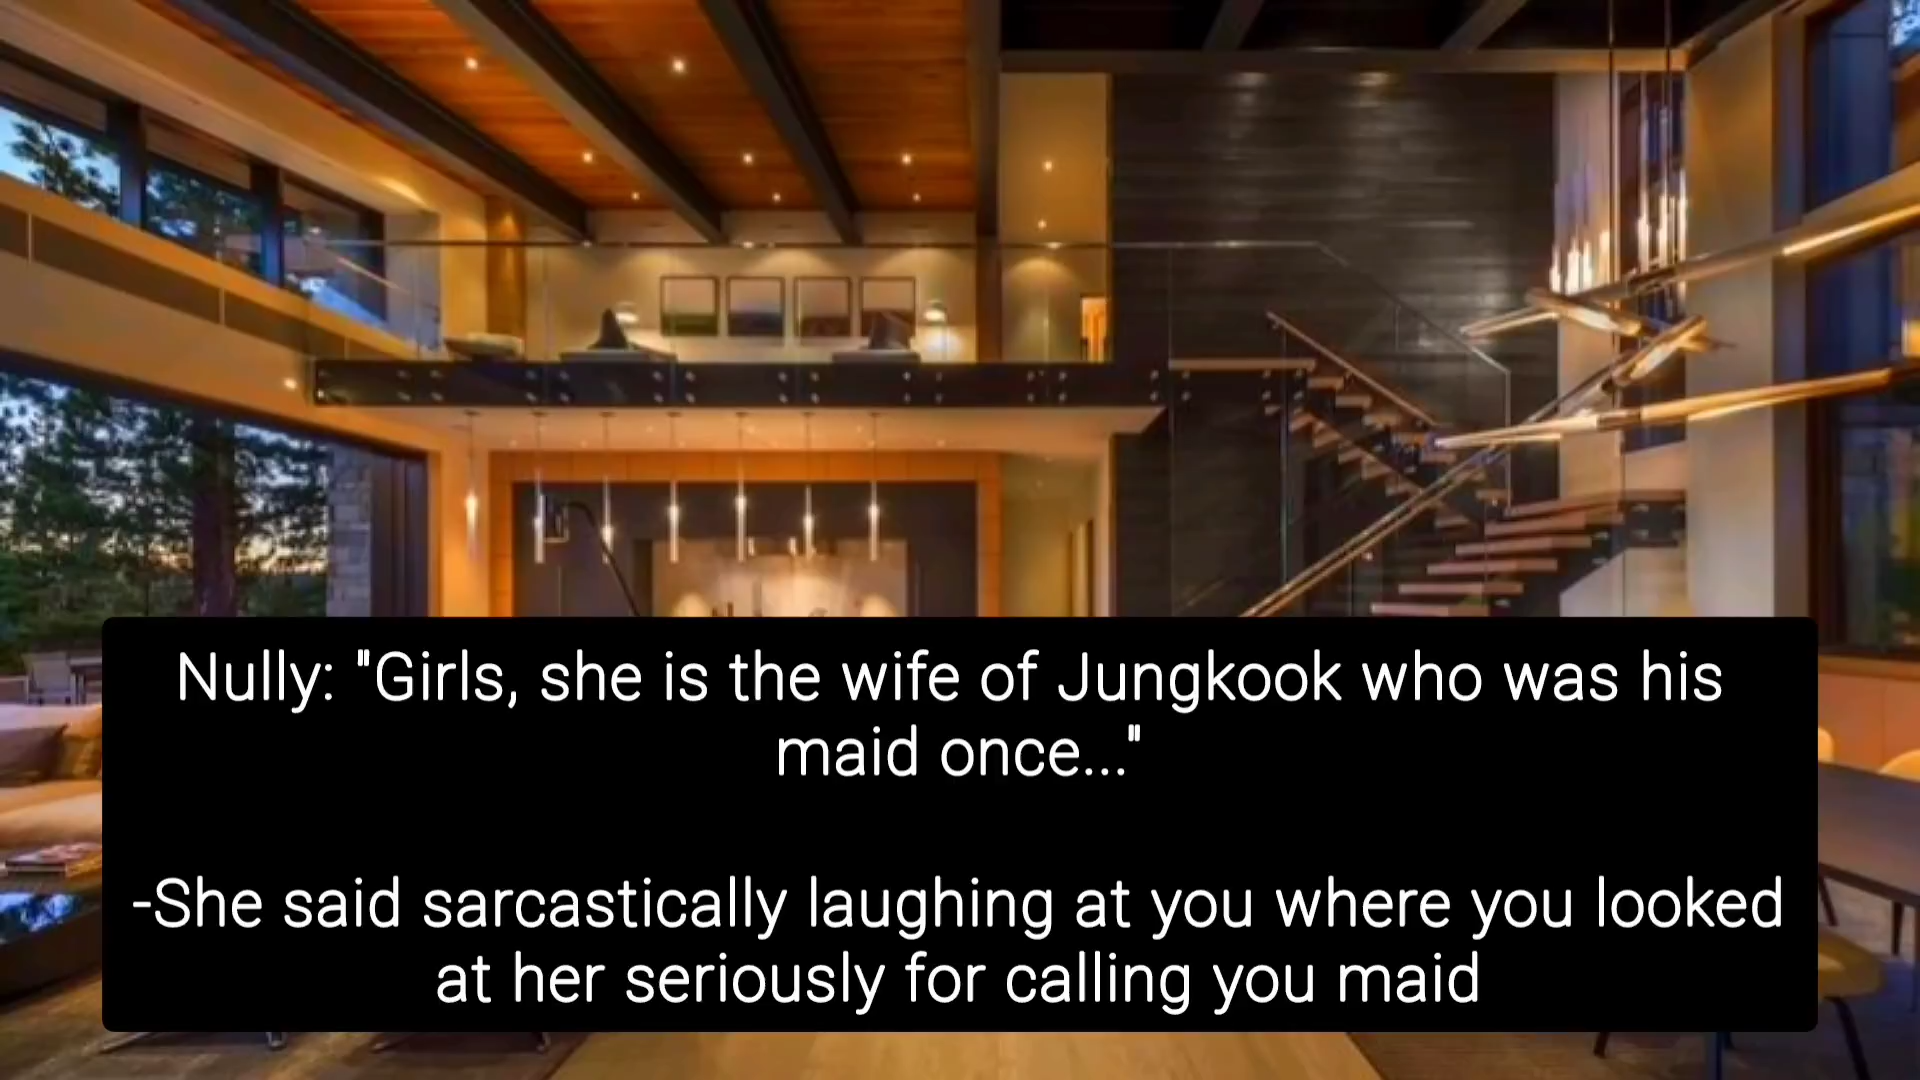 Nully: "Girls, she is the wife of Jungkook who was his
maid once..."
-She said sarcastically laughing at you where you looked
at her seriously for calling you maid